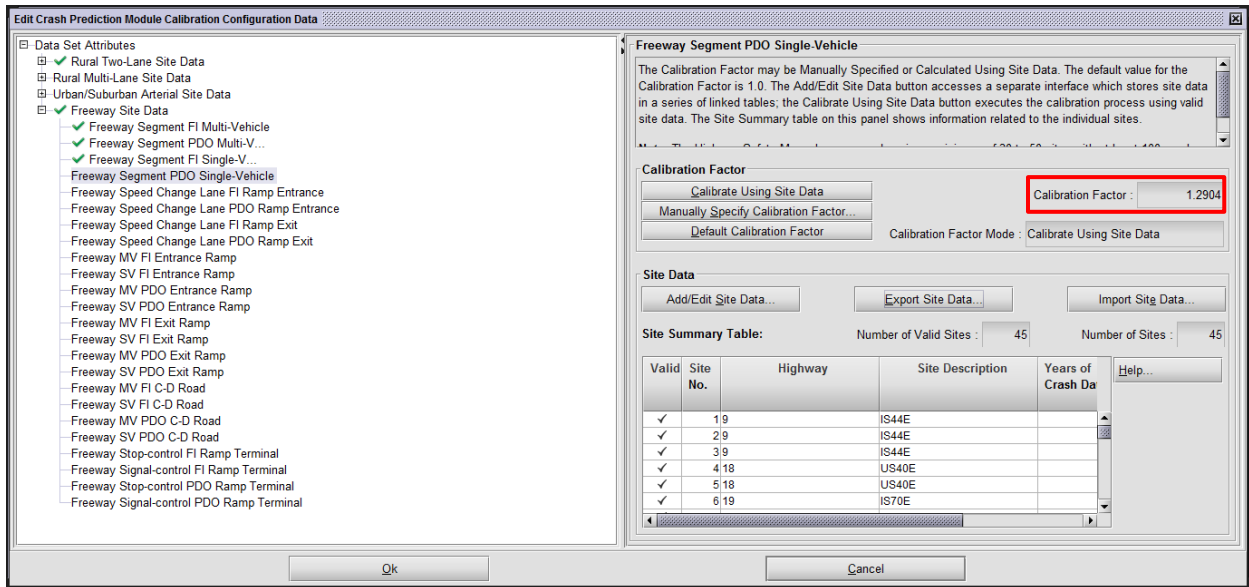 Edit Crash Prediction Module Calibration Configuration Data
Data Set Attributes
Rural Two-Lane Site Data
Rural Multi-Lane Site Data
Urban/Suburban Arterial Site Data
Freeway Site Data
Freeway Segment FI Multi-Vehicle
Freeway Segment PDO Multi-V...
Freeway Segment FI Single-V...
Freeway Segment PDO Single-Vehicle
Freeway Speed Change Lane FI Ramp Entrance
Freeway Speed Change Lane PDO Ramp Entrance
Freeway Speed Change Lane FI Ramp Exit
Freeway Speed Change Lane PDO Ramp Exit
Freeway MV FI Entrance Ramp
Freeway SV FI Entrance Ramp
Freeway MV PDO Entrance Ramp
Freeway SV PDO Entrance Ramp
Freeway MV FI Exit Ramp
Freeway SV FI Exit Ramp
Freeway MV PDO Exit Ramp
Freeway SV PDO Exit Ramp
Freeway MV FI C-D Road
Freeway SV FI C-D Road
Freeway MV PDO C-D Road
Freeway SV PDO C-D Road
Freeway Stop-control FI Ramp Terminal
Freeway Signal-control FI Ramp Terminal
Freeway Stop-control PDO Ramp Terminal
Freeway Signal-control PDO Ramp Terminal
Freeway Segment PDO Single-Vehicle
The Calibration Factor may be Manually Specified or Calculated Using Site Data. The default value for the
Calibration Factor is 1.0. The Add/Edit Site Data button accesses a separate interface which stores site data
in a series of linked tables; the Calibrate Using Site Data button executes the calibration process using valid
site data. The Site Summary table on this panel shows information related to the individual sites.
Calibration Factor
Calibrate Using Site Data
Calibration Factor : 1.2904
Manually Specify Calibration Factor...
Default Calibration Factor
Calibration Factor Mode : Calibrate Using Site Data
Site Data
Add/Edit Site Data... Export Site Data... Import Site Data...
Site Summary Table: Number of Valid Sites : 45 Number of Sites : 45
Valid Site No. Highway Site Description Years of Crash Da
Help...
✓ 1 9 IS44E
✓ 2 9 IS44E
✓ 3 9 IS44E
✓ 4 18 US40E
✓ 5 18 US40E
✓ 6 19 IS70E
Ok Cancel